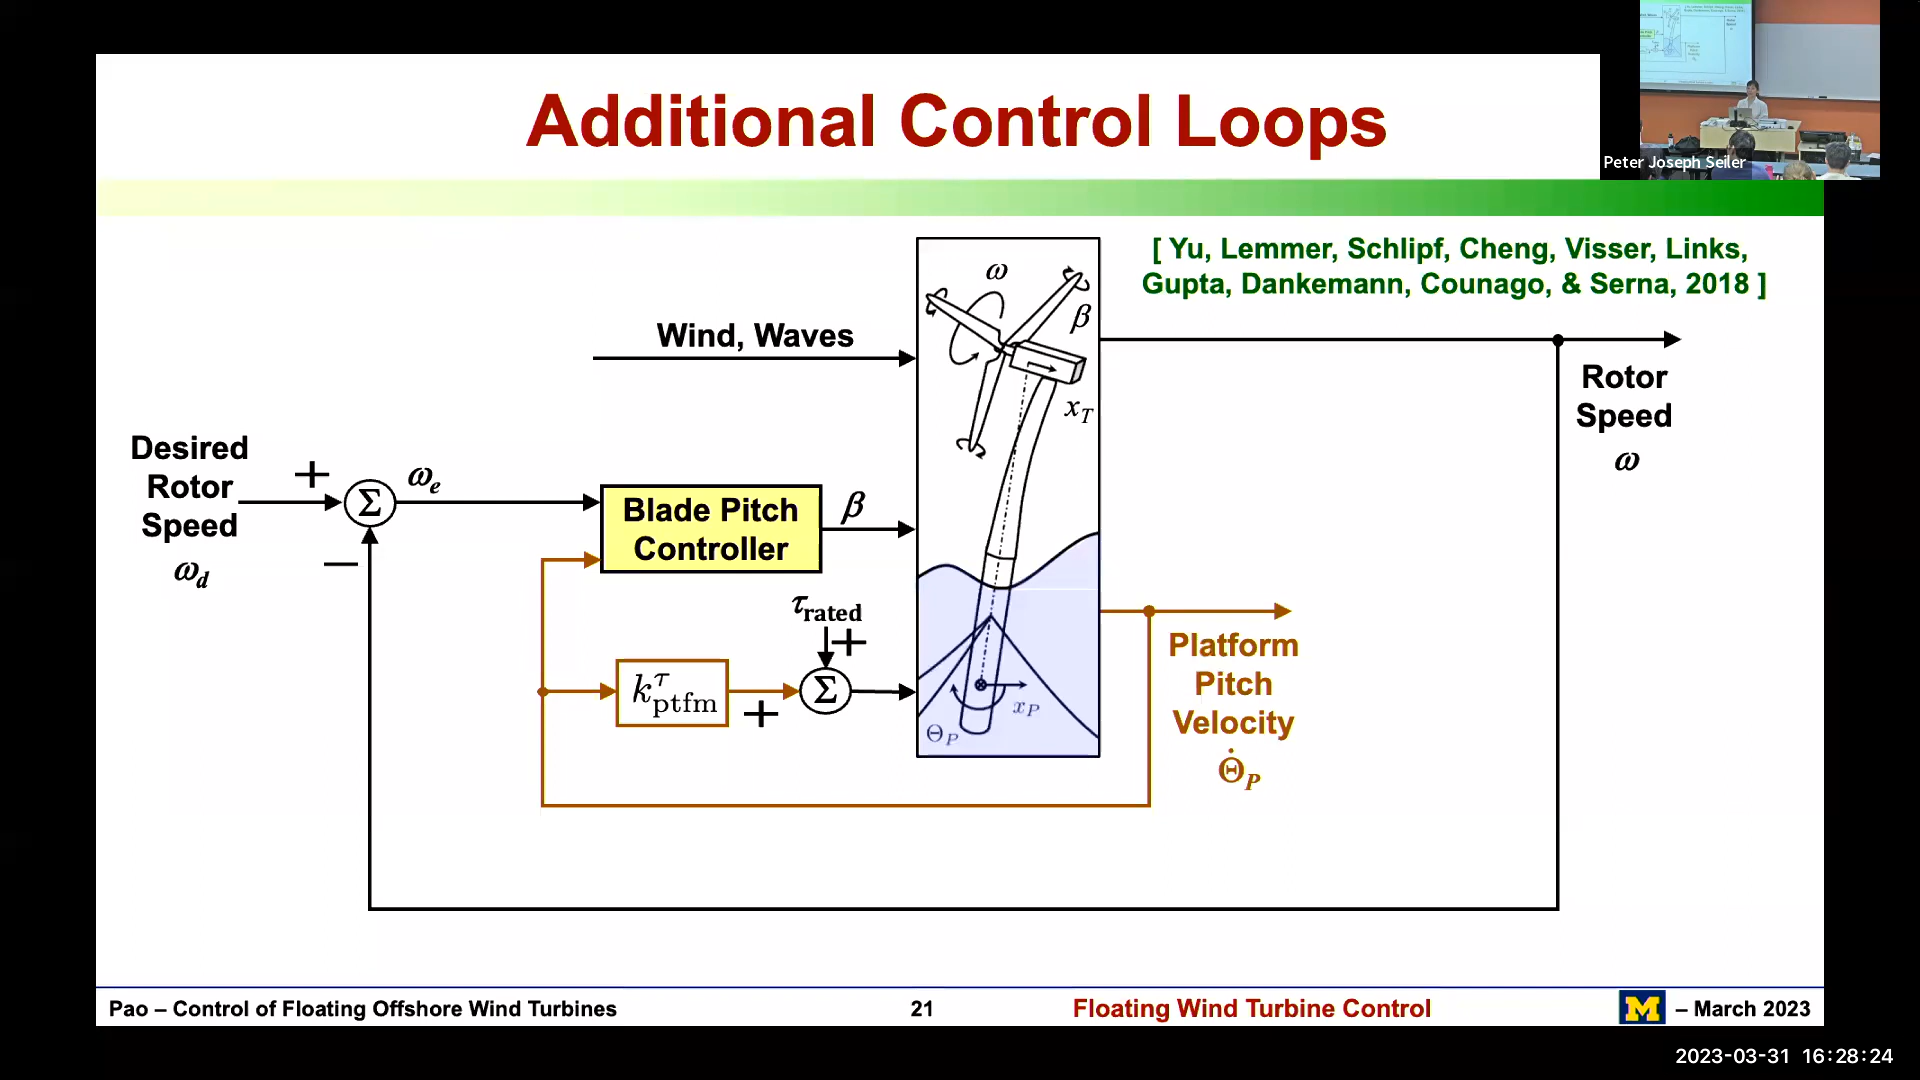 Additional Control Loops
Peter Joseph Seiler
[ Yu, Lemmer, Schlipf, Cheng, Visser, Links,
Gupta, Dankemann, Counago, & Serna, 2018 ]
ω
β
Wind, Waves
x_T
Rotor
Speed
ω
Desired
Rotor
Speed
ω_d
+
Σ
ω_e
−
Blade Pitch
Controller
β
τ_rated
+
k^τ_ptfm
+
Σ
x_P
Θ_P
Platform
Pitch
Velocity
Θ̇_P
Pao – Control of Floating Offshore Wind Turbines
21
Floating Wind Turbine Control
M – March 2023
2023-03-31 16:28:24